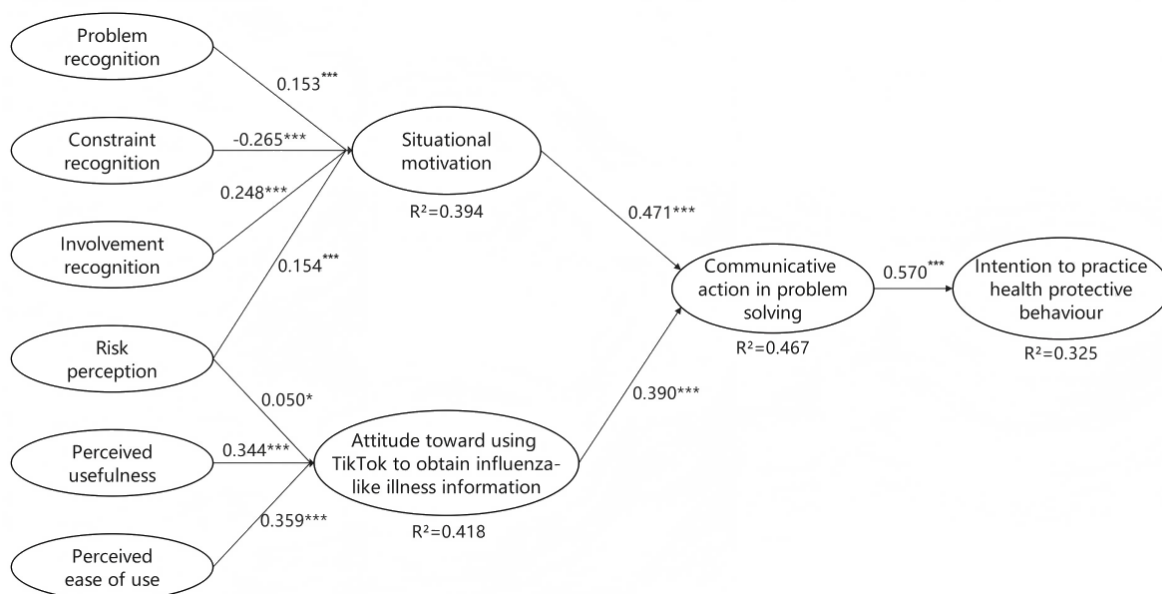 Problem
recognition
0.153***
Constraint
recognition
-0.265***
Situational
motivation
R²=0.394
Involvement
recognition
0.248***
0.154***
Risk
perception
0.050*
Perceived
usefulness
0.344***
Attitude toward using
TikTok to obtain influenza-
like illness information
R²=0.418
Perceived
ease of use
0.359***
0.471***
0.390***
Communicative
action in problem
solving
R²=0.467
0.570***
Intention to practice
health protective
behaviour
R²=0.325